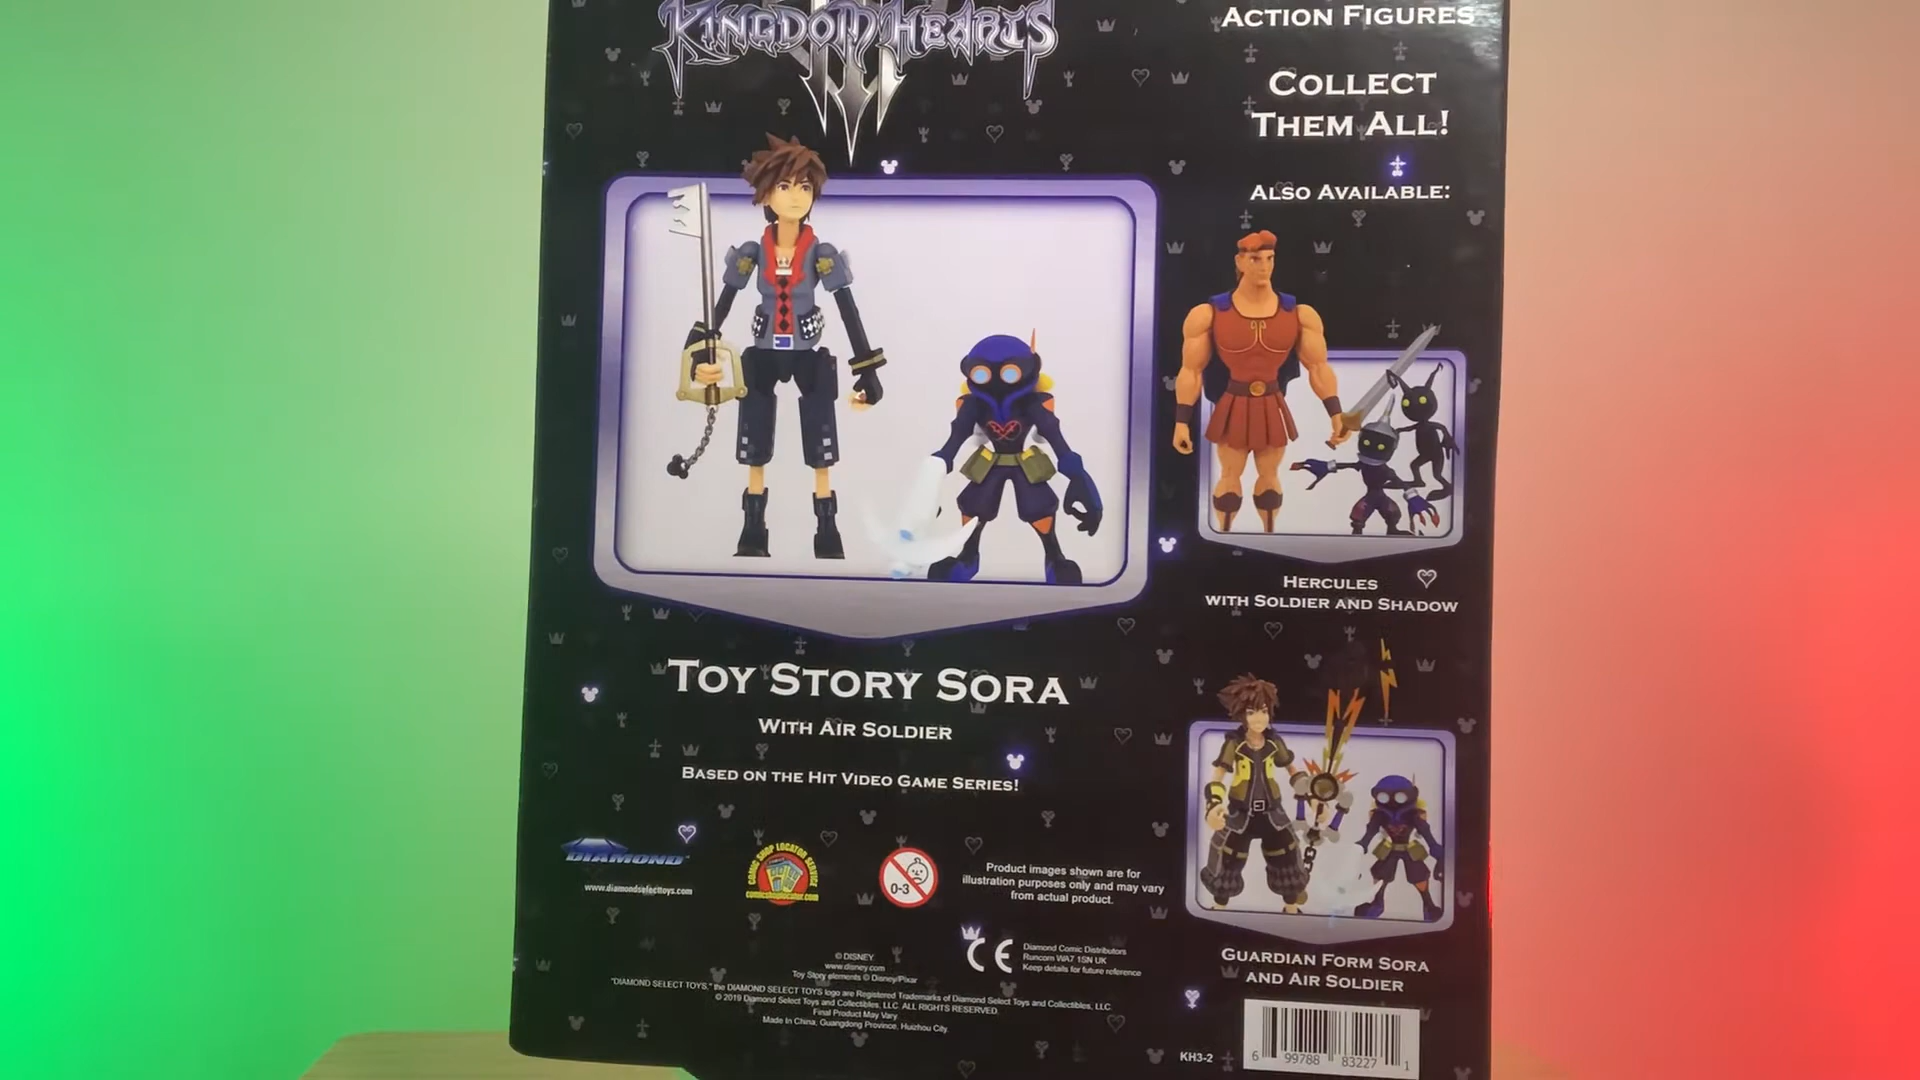 KINGDOM HEARTS
III
ACTION FIGURES
COLLECT
THEM ALL!
ALSO AVAILABLE:
HERCULES
WITH SOLDIER AND SHADOW
TOY STORY SORA
WITH AIR SOLDIER
BASED ON THE HIT VIDEO GAME SERIES!
DIAMOND
www.diamondselecttoys.com
COMIC SHOP LOCATOR SERVICE
comicshoplocator.com
0-3
Product images shown are for
illustration purposes only and may vary
from actual product.
CE
Diamond Comic Distributors
Runcorn WA7 1SN UK
Keep details for future reference
© DISNEY
www.disney.com
Toy Story elements © Disney/Pixar
"DIAMOND SELECT TOYS," the DIAMOND SELECT TOYS logo are Registered Trademarks of Diamond Select Toys and Collectibles, LLC.
© 2019 Diamond Select Toys and Collectibles, LLC. ALL RIGHTS RESERVED.
Final Product May Vary.
Made In China, Guangdong Province, Huizhou City.
GUARDIAN FORM SORA
AND AIR SOLDIER
KH3-2
6 99788 83227 1